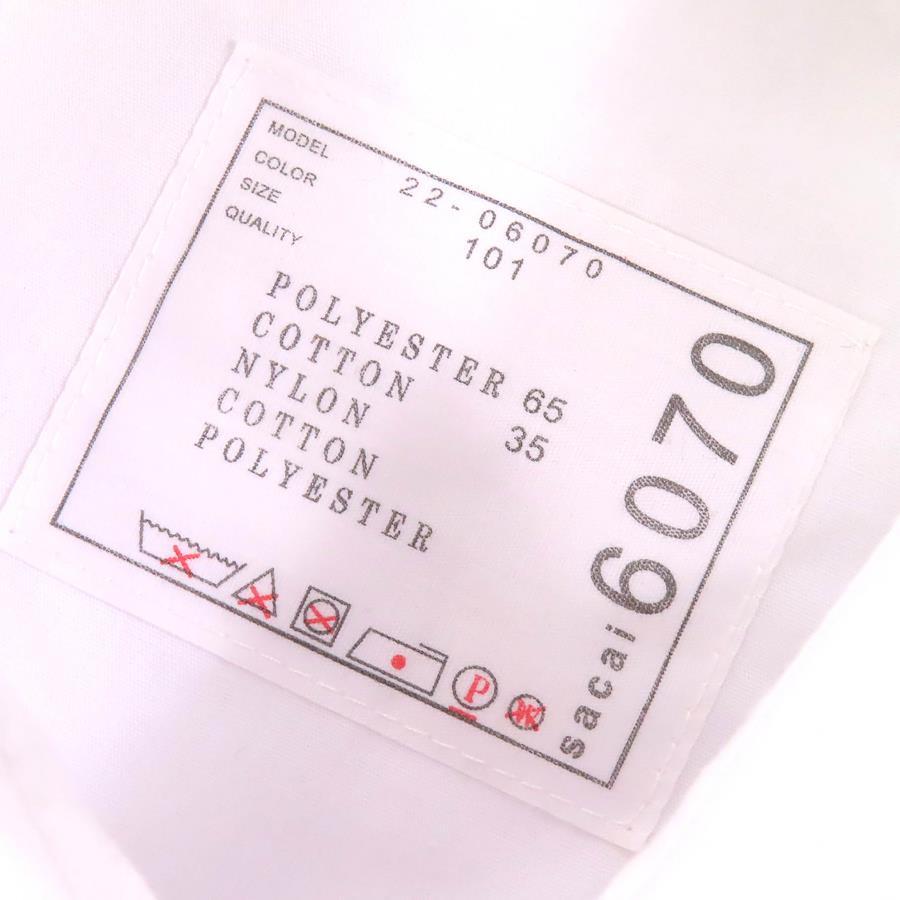 MODEL 22-06070
COLOR 101
SIZE
QUALITY
POLYESTER 65
COTTON 35
NYLON
COTTON
POLYESTER
P
sacai 6070